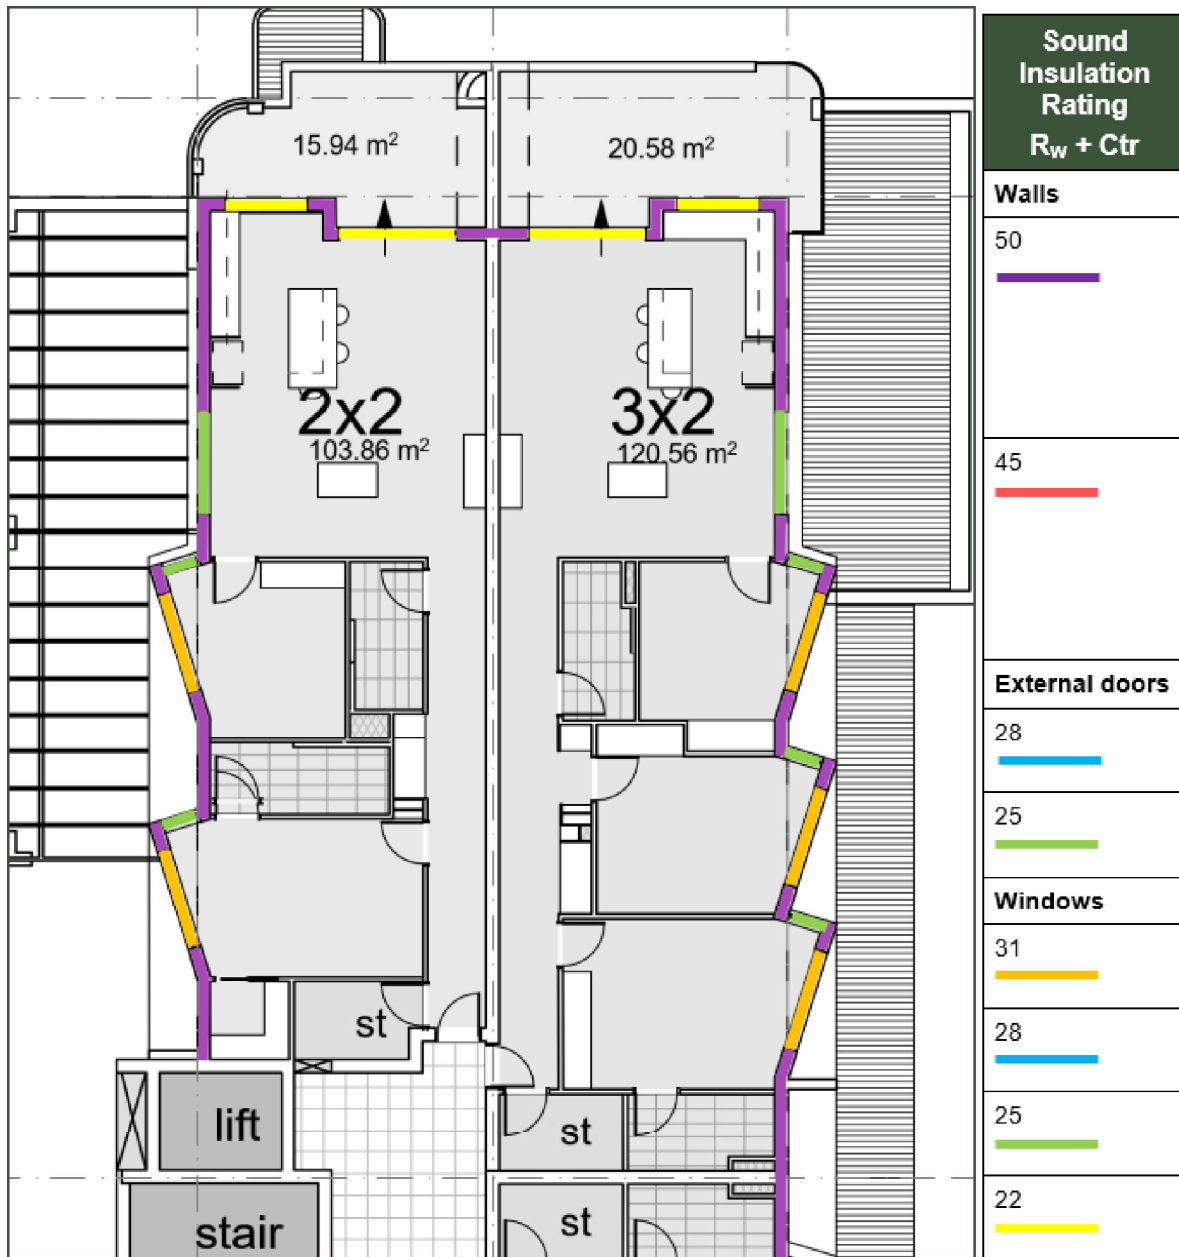 15.94 m²
20.58 m²
2x2
103.86 m²
3x2
120.56 m²
st
lift
st
stair
st
Sound
Insulation
Rating
Rw + Ctr
Walls
50
45
External doors
28
25
Windows
31
28
25
22